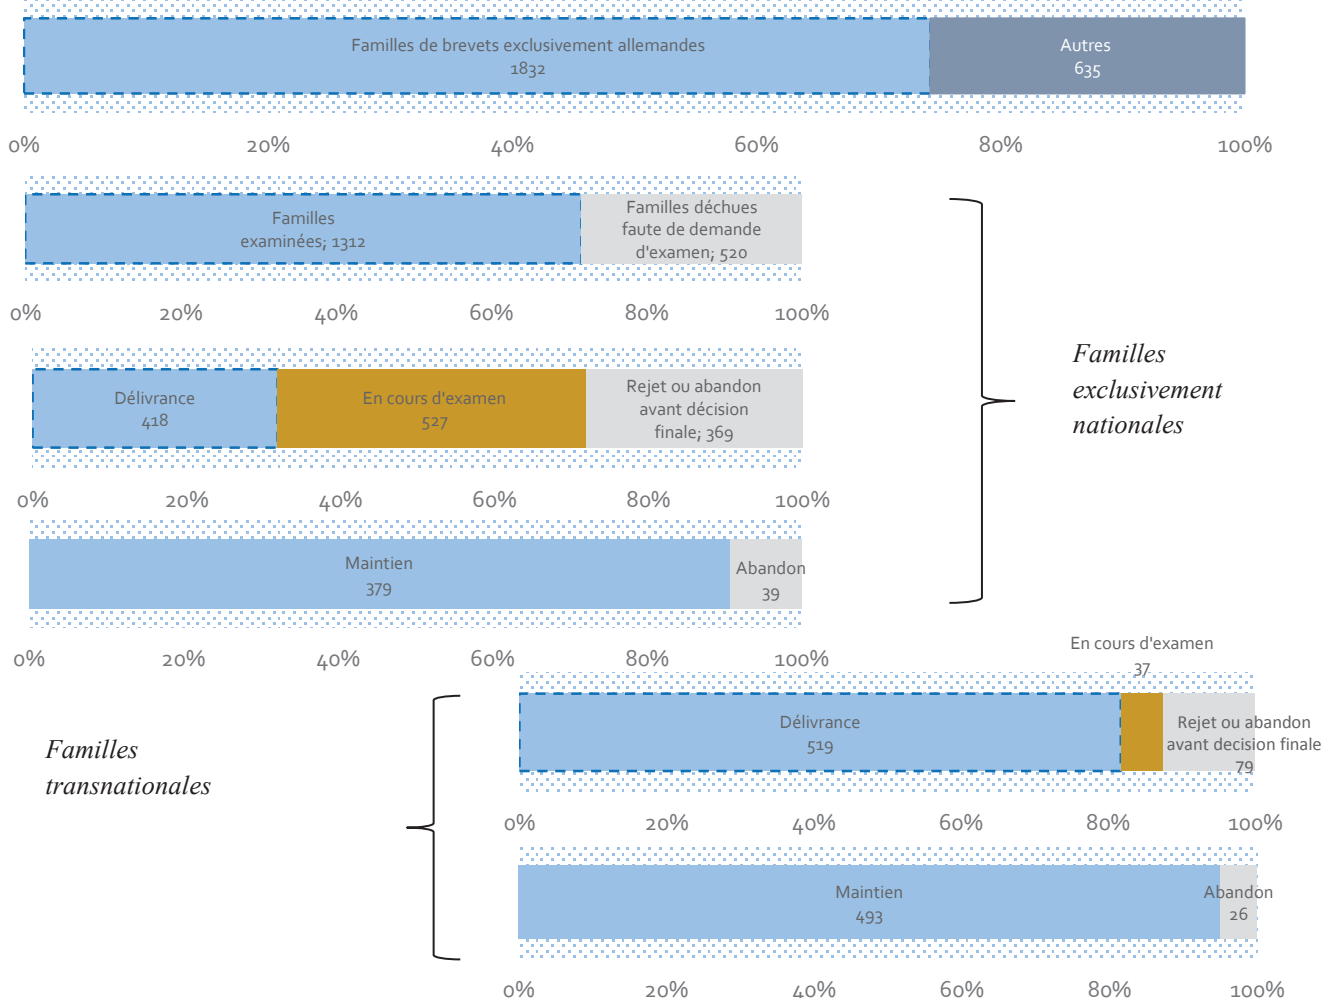 Familles de brevets exclusivement allemandes
1832
Autres
635
0%
20%
40%
60%
80%
100%
Familles
examinées; 1312
Familles déchues
faute de demande
d'examen; 520
0%
20%
40%
60%
80%
100%
Délivrance
418
En cours d'examen
527
Rejet ou abandon
avant décision
finale; 369
0%
20%
40%
60%
80%
100%
Maintien
379
Abandon
39
0%
20%
40%
60%
80%
100%
Familles
exclusivement
nationales
En cours d'examen
37
Délivrance
519
Rejet ou abandon
avant decision finale
79
0%
20%
40%
60%
80%
100%
Familles
transnationales
Maintien
493
Abandon
26
0%
20%
40%
60%
80%
100%